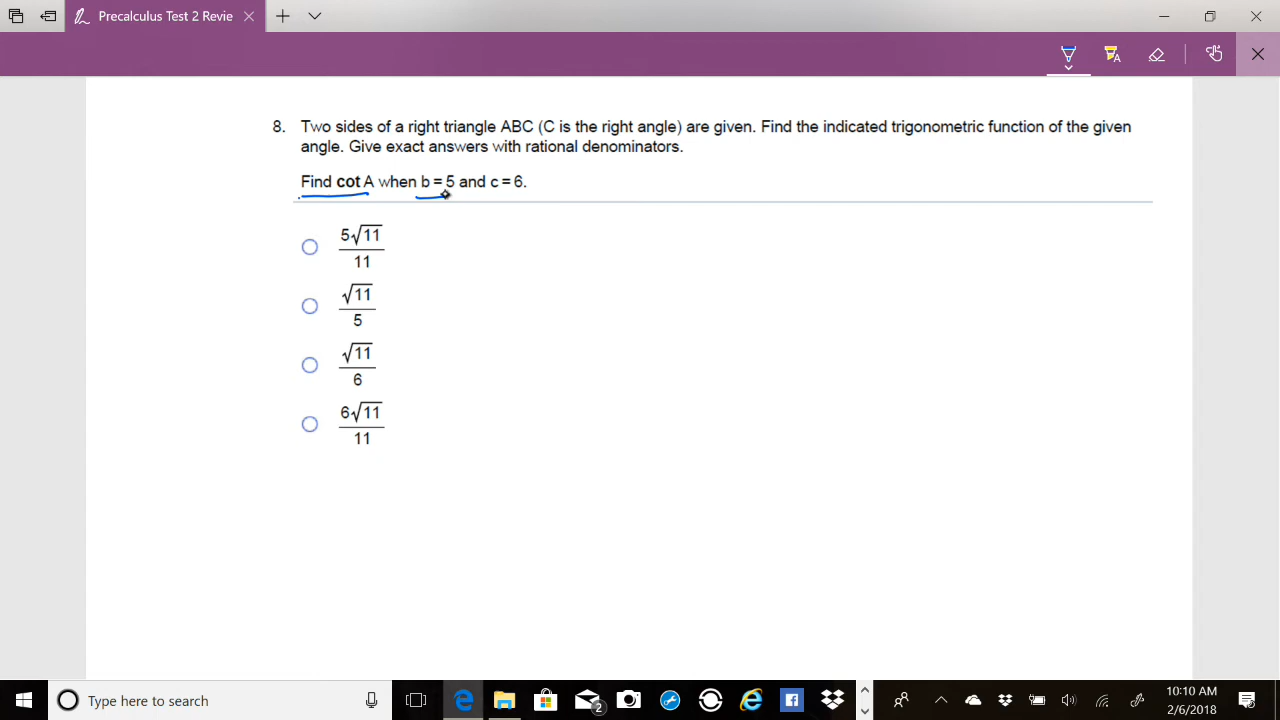 Precalculus Test 2 Revie
8. Two sides of a right triangle ABC (C is the right angle) are given. Find the indicated trigonometric function of the given
angle. Give exact answers with rational denominators.
Find cot A when b = 5 and c = 6.
5√11
11
√11
5
√11
6
6√11
11
Type here to search
2
10:10 AM
2/6/2018